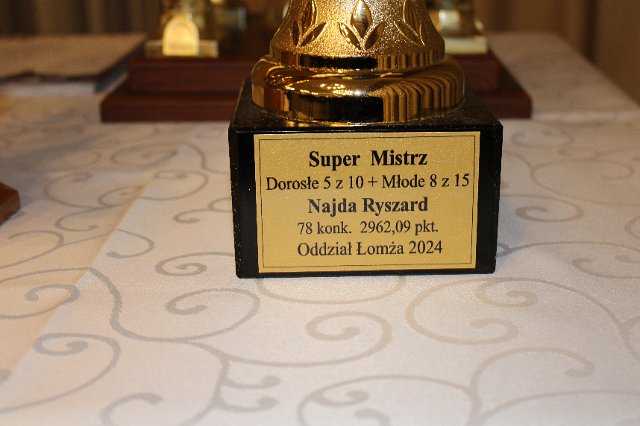 Super Mistrz
Dorosłe 5 z 10 + Młode 8 z 15
Najda Ryszard
78 konk. 2962,09 pkt.
Oddział Łomża 2024